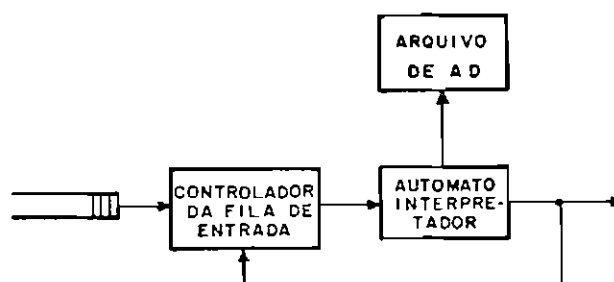 ARQUIVO
DE AD
CONTROLADOR
DA FILA DE
ENTRADA
AUTOMATO
INTERPRE-
TADOR